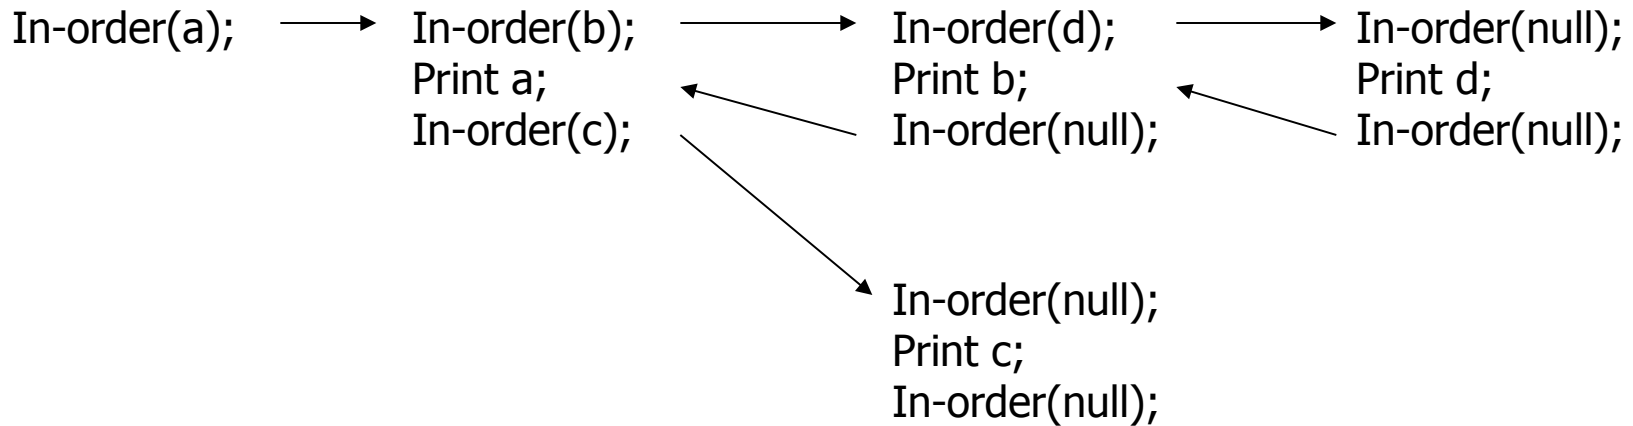 In-order(a); In-order(b); In-order(d); In-order(null);
Print a; Print b; Print d;
In-order(c); In-order(null); In-order(null);
In-order(null);
Print c;
In-order(null);